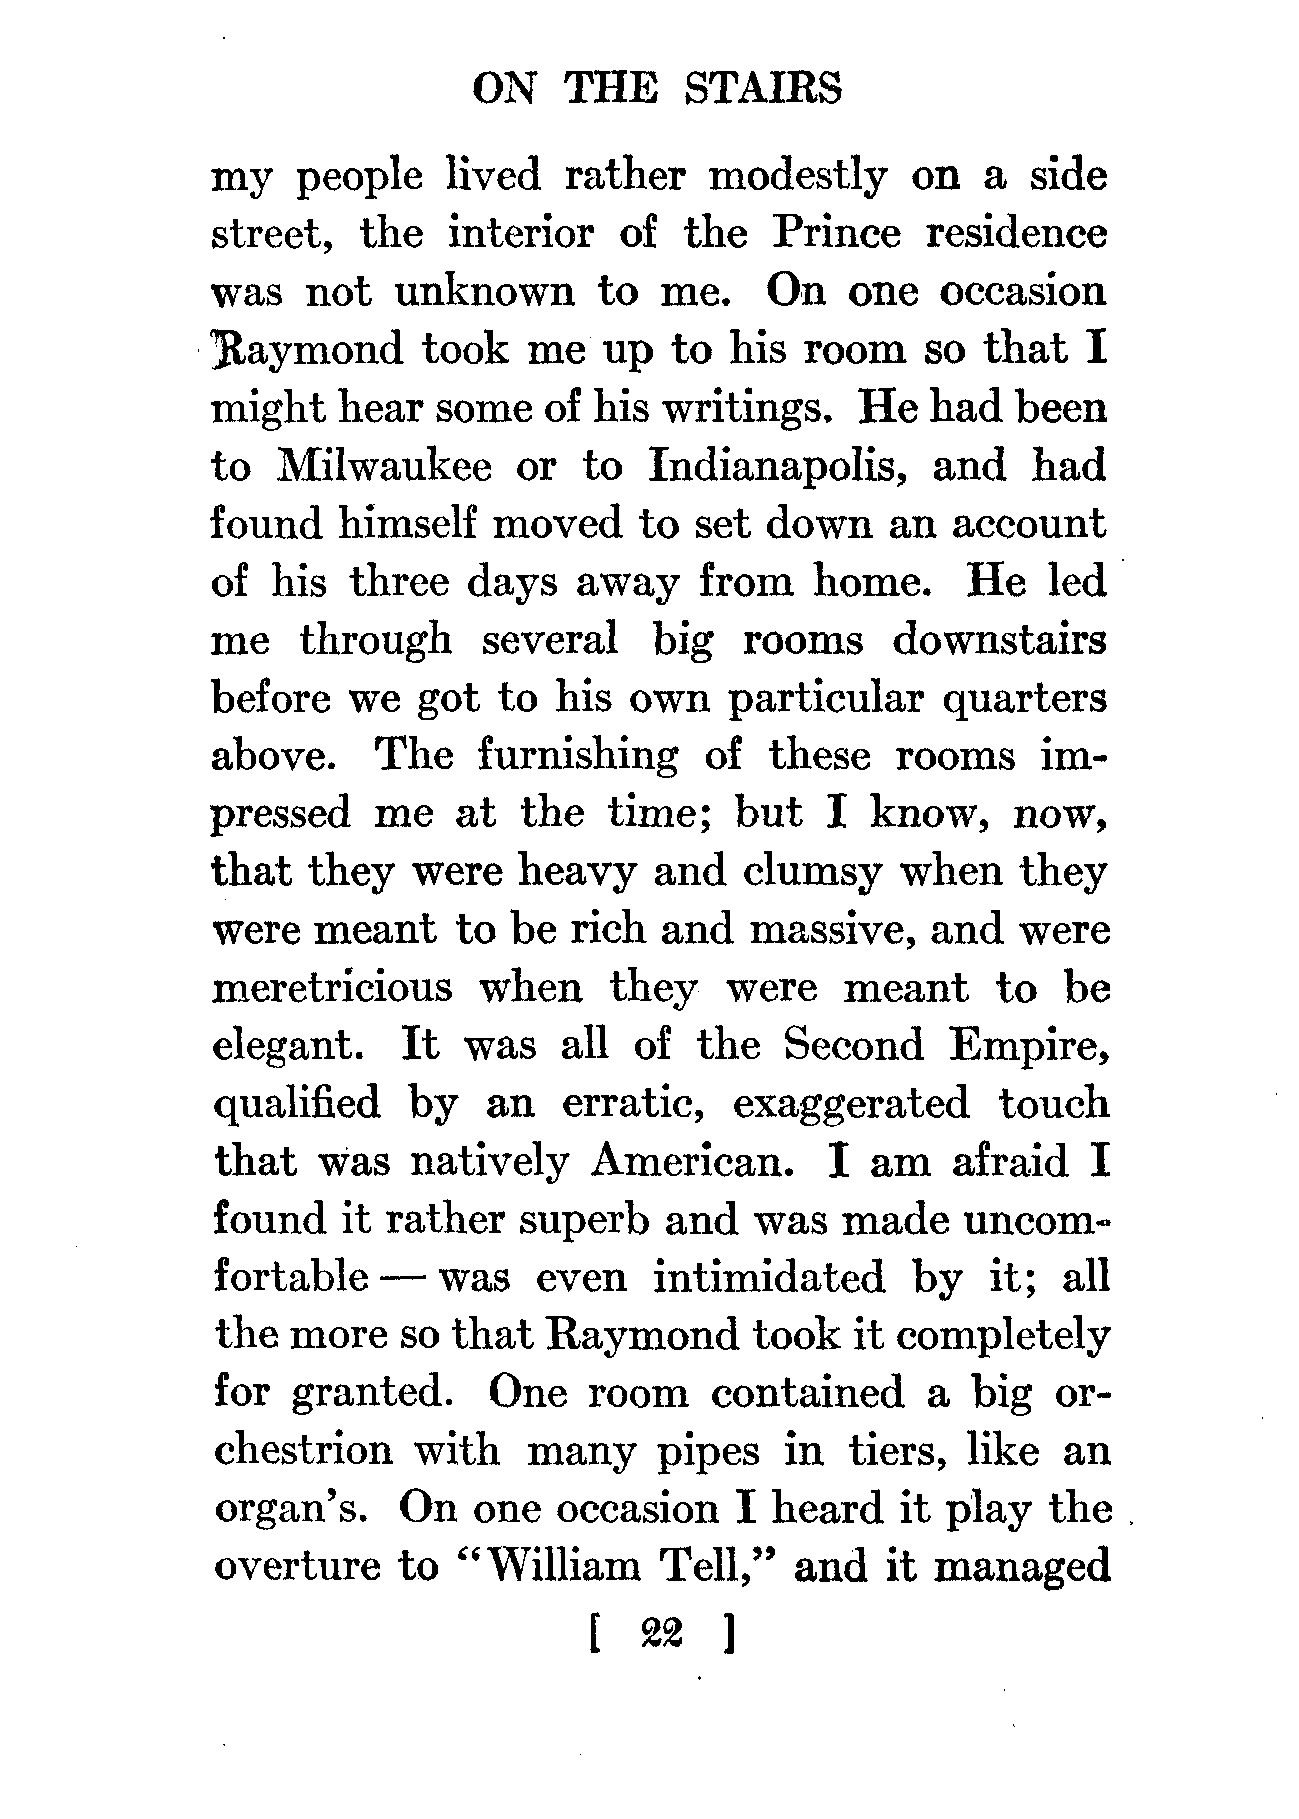 ON THE STAIRS
my people lived rather modestly on a side
street, the interior of the Prince residence
was not unknown to me. On one occasion
Raymond took me up to his room so that I
might hear some of his writings. He had been
to Milwaukee or to Indianapolis, and had
found himself moved to set down an account
of his three days away from home. He led
me through several big rooms downstairs
before we got to his own particular quarters
above. The furnishing of these rooms im-
pressed me at the time; but I know, now,
that they were heavy and clumsy when they
were meant to be rich and massive, and were
meretricious when they were meant to be
elegant. It was all of the Second Empire,
qualified by an erratic, exaggerated touch
that was natively American. I am afraid I
found it rather superb and was made uncom-
fortable — was even intimidated by it; all
the more so that Raymond took it completely
for granted. One room contained a big or-
chestrion with many pipes in tiers, like an
organ's. On one occasion I heard it play the
overture to "William Tell," and it managed
[ 22 ]